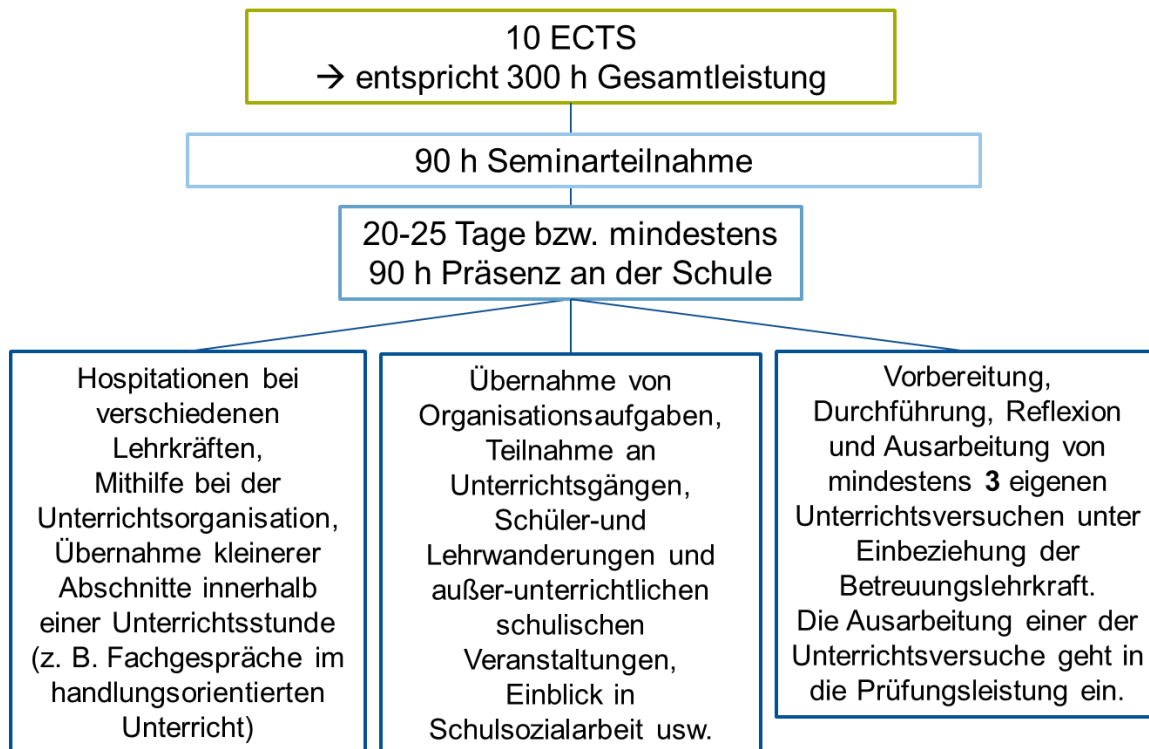 10 ECTS
→ entspricht 300 h Gesamtleistung
90 h Seminarteilnahme
20-25 Tage bzw. mindestens
90 h Präsenz an der Schule
Hospitationen bei
verschiedenen
Lehrkräften,
Mithilfe bei der
Unterrichtsorganisation,
Übernahme kleinerer
Abschnitte innerhalb
einer Unterrichtsstunde
(z. B. Fachgespräche im
handlungsorientierten
Unterricht)
Übernahme von
Organisationsaufgaben,
Teilnahme an
Unterrichtsgängen,
Schüler-und
Lehrwanderungen und
außer-unterrichtlichen
schulischen
Veranstaltungen,
Einblick in
Schulsozialarbeit usw.
Vorbereitung,
Durchführung, Reflexion
und Ausarbeitung von
mindestens 3 eigenen
Unterrichtsversuchen unter
Einbeziehung der
Betreuungslehrkraft.
Die Ausarbeitung einer der
Unterrichtsversuche geht in
die Prüfungsleistung ein.